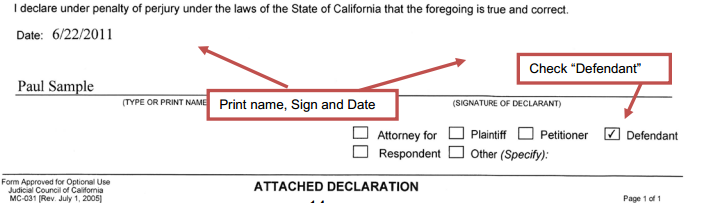 I declare under penalty of perjury under the laws of the State of California that the foregoing is true and correct.
Date: 6/22/2011
Check “Defendant”
Paul Sample
Print name, Sign and Date
(TYPE OR PRINT NAME
(SIGNATURE OF DECLARANT)
Attorney for Plaintiff Petitioner ✓ Defendant
Respondent Other (Specify):
Form Approved for Optional Use
Judicial Council of California
MC-031 [Rev. July 1, 2005]
ATTACHED DECLARATION
Page 1 of 1